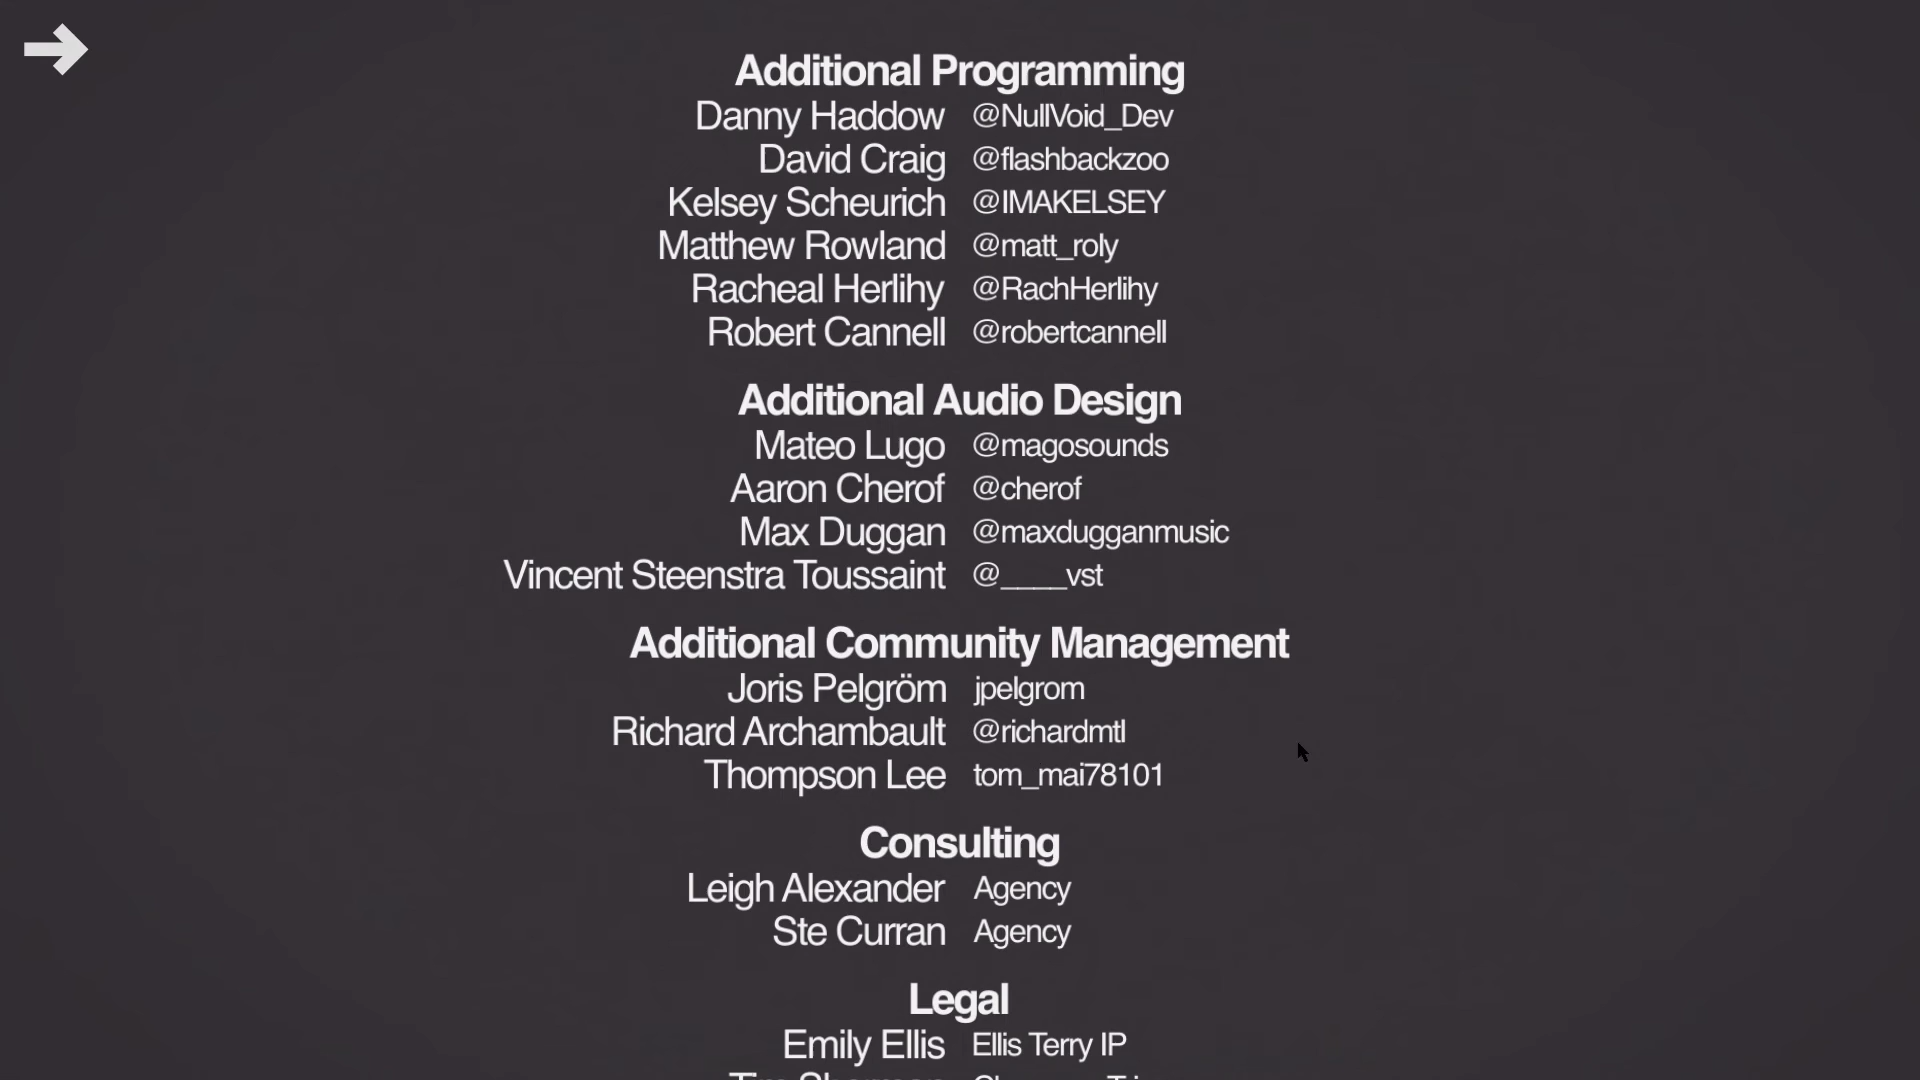 Additional Programming
Danny Haddow @NullVoid_Dev
David Craig @flashbackzoo
Kelsey Scheurich @IMAKELSEY
Matthew Rowland @matt_roly
Racheal Herlihy @RachHerlihy
Robert Cannell @robertcannell
Additional Audio Design
Mateo Lugo @magosounds
Aaron Cherof @cherof
Max Duggan @maxdugganmusic
Vincent Steenstra Toussaint @____vst
Additional Community Management
Joris Pelgröm jpelgrom
Richard Archambault @richardmtl
Thompson Lee tom_mai78101
Consulting
Leigh Alexander Agency
Ste Curran Agency
Legal
Emily Ellis Ellis Terry IP